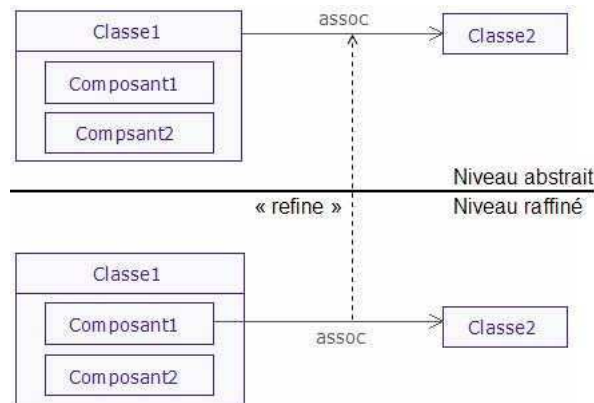 assoc
Classe1
Classe2
Composant1
Compsant2
Niveau abstrait
« refine »
Niveau raffiné
Classe1
Composant1
Classe2
assoc
Composant2